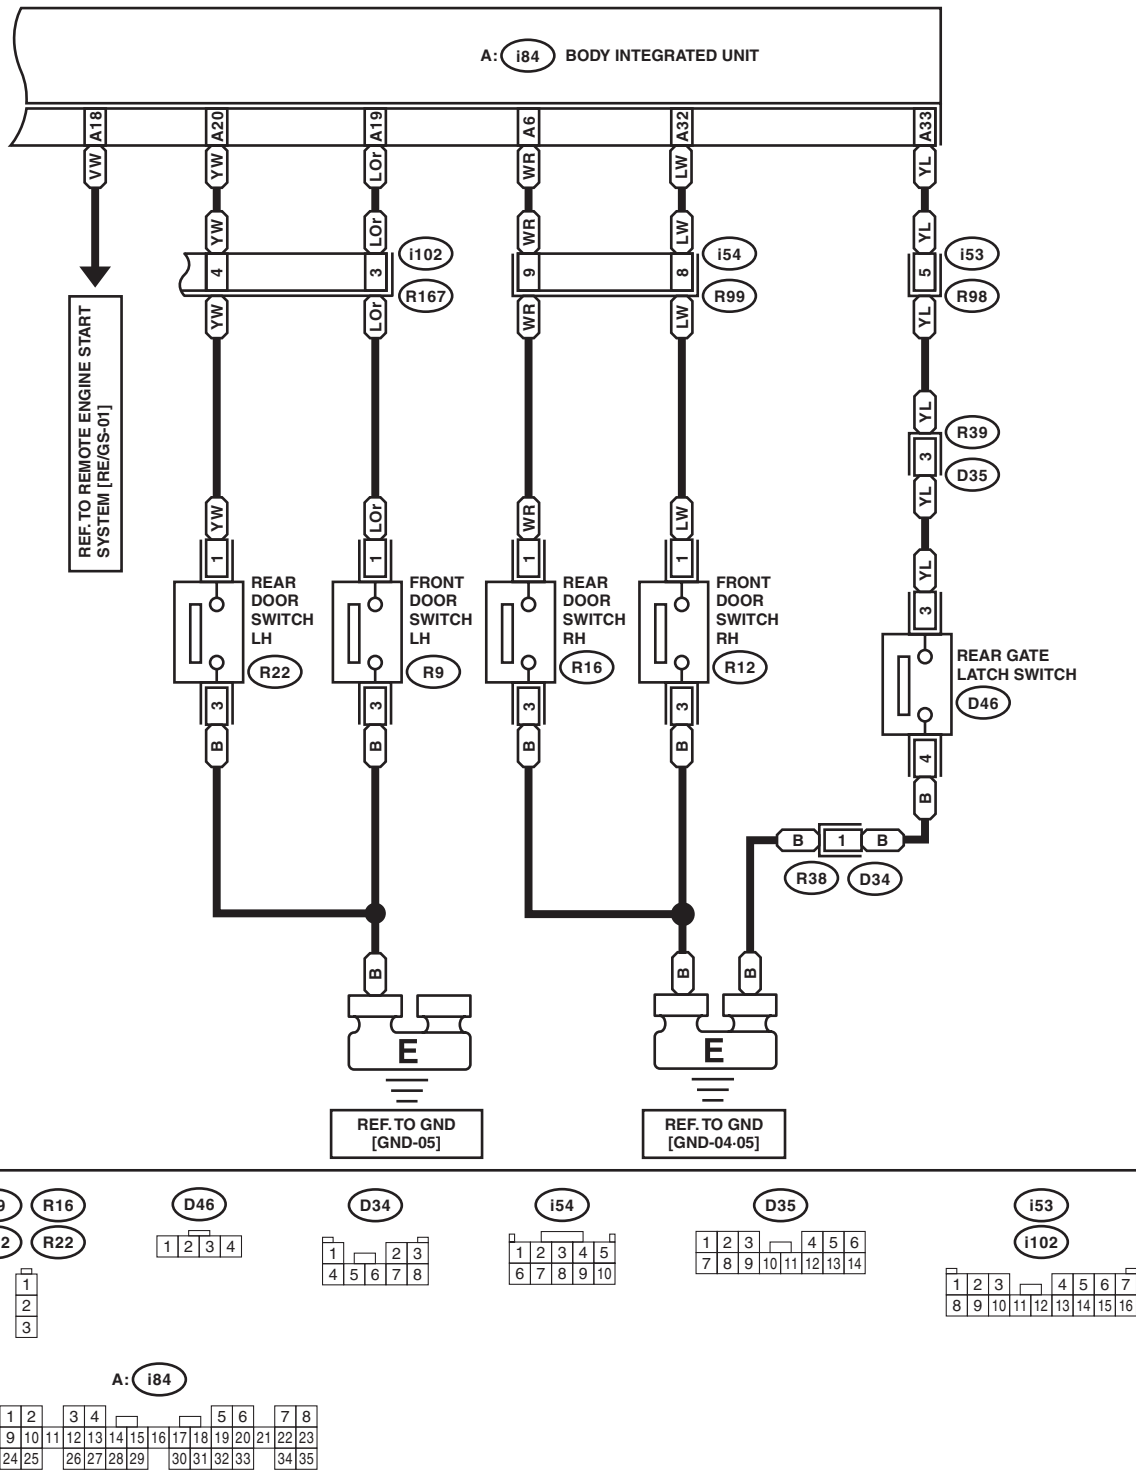 A: i84 BODY INTEGRATED UNIT
A18 A20 A19 A6 A32 A33
VW YW LOr WR LW YL
YW LOr WR LW YL
4 3 i102 9 8 i54 5 i53
R167 R99 R98
YW LOr WR LW YL
REF. TO REMOTE ENGINE START
SYSTEM [RE/GS-01]
YL
3 R39
D35
YL
YW LOr WR LW
1 1 1 1
YL
3
REAR
DOOR
SWITCH
LH
R22
FRONT
DOOR
SWITCH
LH
R9
REAR
DOOR
SWITCH
RH
R16
FRONT
DOOR
SWITCH
RH
R12
REAR GATE
LATCH SWITCH
D46
3 3 3 3
B B B B
4
B
B 1 B
R38 D34
B B B
E E
REF. TO GND
[GND-05]
REF. TO GND
[GND-04·05]
9 R16
2 R22
1
2
3
D46
1 2 3 4
D34
1 2 3
4 5 6 7 8
i54
1 2 3 4 5
6 7 8 9 10
D35
1 2 3 4 5 6
7 8 9 10 11 12 13 14
i53
i102
1 2 3 4 5 6 7
8 9 10 11 12 13 14 15 16
A: i84
1 2 3 4 5 6 7 8
9 10 11 12 13 14 15 16 17 18 19 20 21 22 23
24 25 26 27 28 29 30 31 32 33 34 35